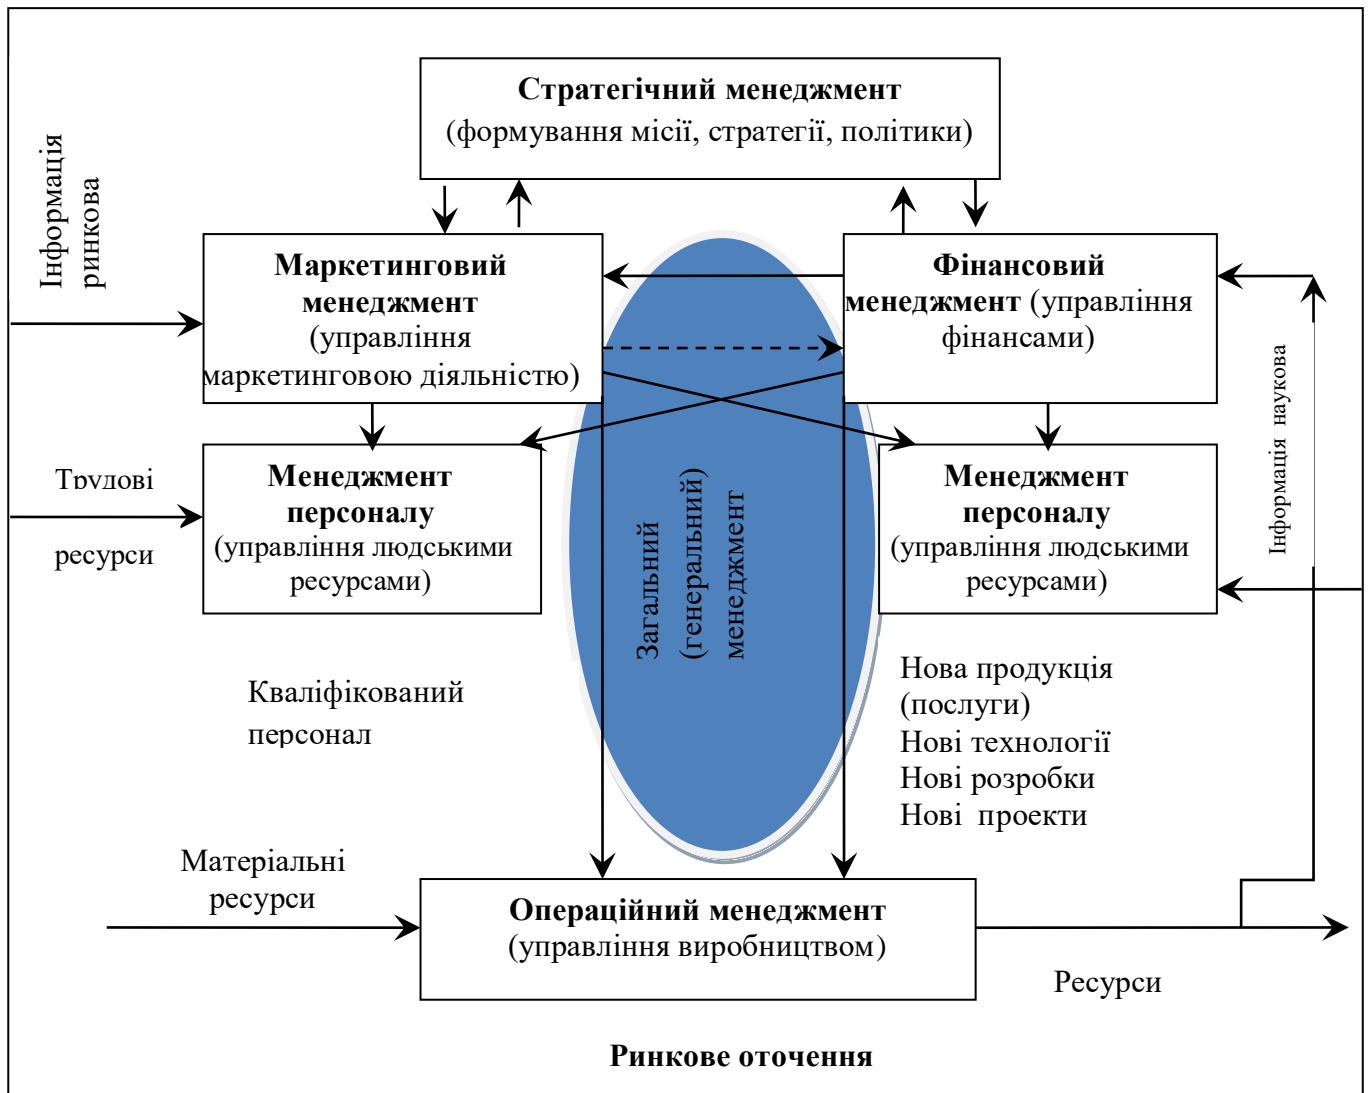 Стратегічний менеджмент
(формування місії, стратегії, політики)
Інформація
ринкова
Маркетинговий
менеджмент
(управління
маркетинговою діяльністю)
Фінансовий
менеджмент (управління
фінансами)
Інформація наукова
Трудові
ресурси
Менеджмент
персоналу
(управління людськими
ресурсами)
Загальний
(генеральний)
менеджмент
Менеджмент
персоналу
(управління людськими
ресурсами)
Кваліфікований
персонал
Нова продукція
(послуги)
Нові технології
Нові розробки
Нові проекти
Матеріальні
ресурси
Операційний менеджмент
(управління виробництвом)
Ресурси
Ринкове оточення